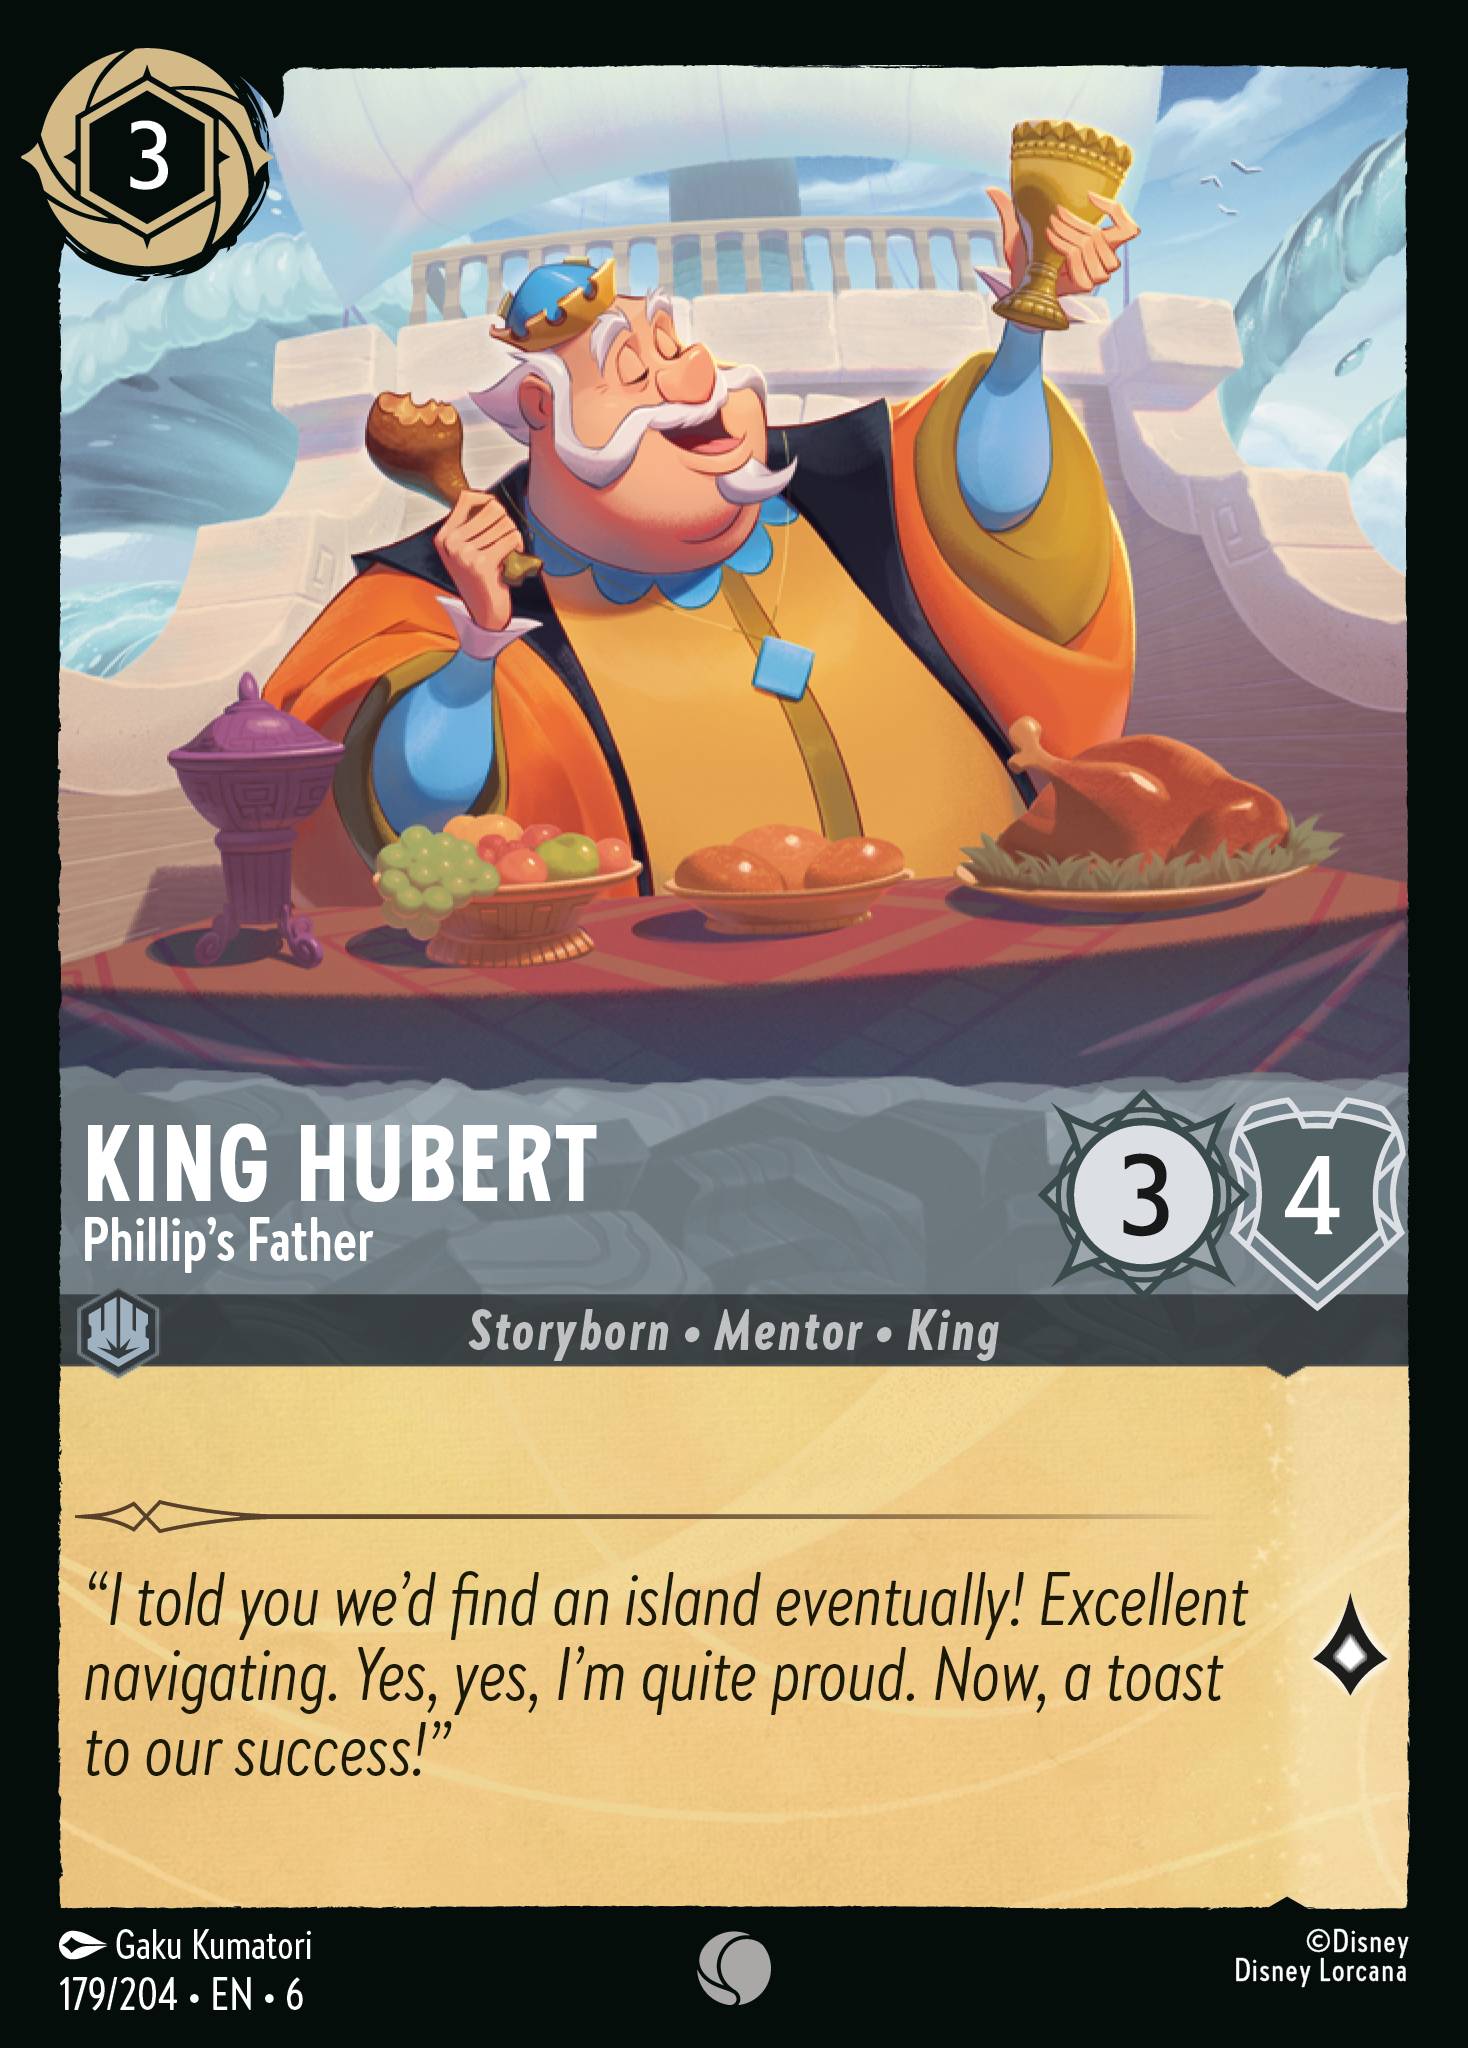 3
KING HUBERT
Phillip’s Father
3
4
Storyborn • Mentor • King
“I told you we’d find an island eventually! Excellent
navigating. Yes, yes, I’m quite proud. Now, a toast
to our success!”
Gaku Kumatori
179/204 • EN • 6
©Disney
Disney Lorcana